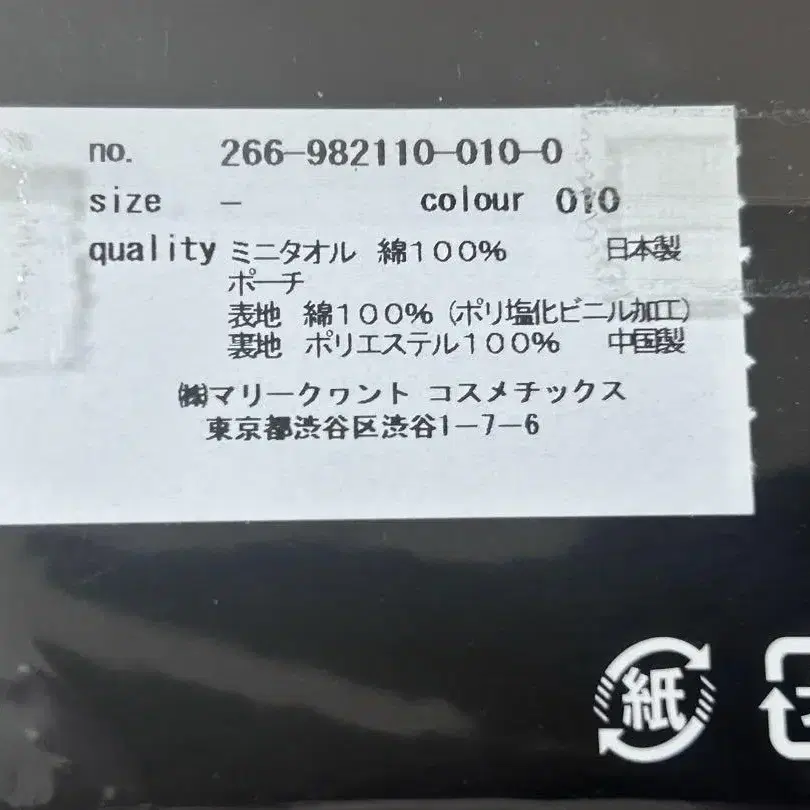 no. 266-982110-010-0
size - colour 010
quality ミニタオル 綿100% 日本製
ポーチ
表地 綿100%(ポリ塩化ビニル加工)
裏地 ポリエステル100% 中国製
㈱マリークヮント コスメチックス
東京都渋谷区渋谷1-7-6
紙